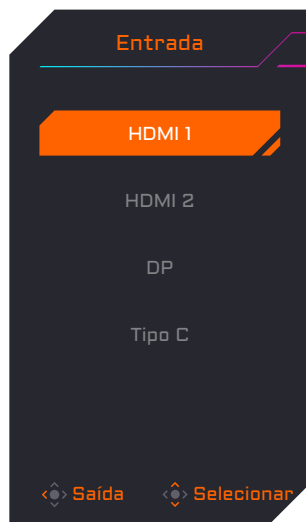 Entrada
HDMI 1
HDMI 2
DP
Tipo C
Saída Selecionar